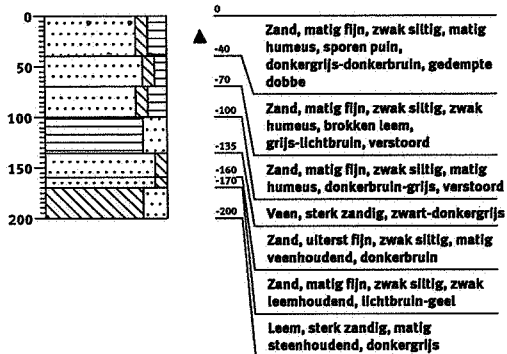 0
50
100
150
200
0
Zand, matig fijn, zwak siltig, matig
humeus, sporen puin,
donkergrijs-donkerbruin, gedempte
dobbe
-40
Zand, matig fijn, zwak siltig, zwak
humeus, brokken leem,
grijs-lichtbruin, verstoord
-70
Zand, matig fijn, zwak siltig, matig
humeus, donkerbruin-grijs, verstoord
-100
Veen, sterk zandig, zwart-donkergrijs
-135
Zand, uiterst fijn, zwak siltig, matig
veenhoudend, donkerbruin
-160
Zand, matig fijn, zwak siltig, zwak
leemhoudend, lichtbruin-geel
-170
Leem, sterk zandig, matig
steenhoudend, donkergrijs
-200